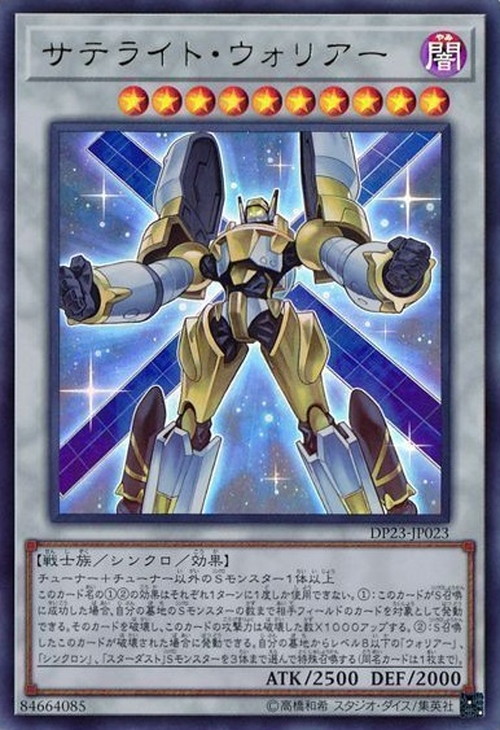 サテライト・ウォリアー
闇
DP23-JP023
【戦士族/シンクロ/効果】
チューナー+チューナー以外のSモンスター1体以上
このカード名の①②の効果はそれぞれ1ターンに1度しか使用できない。①:このカードがS召喚
に成功した場合、自分の墓地のSモンスターの数まで相手フィールドのカードを対象として発動
できる。そのカードを破壊し、このカードの攻撃力は破壊した数×1000アップする。②:S召喚
したこのカードが破壊された場合に発動できる。自分の墓地からレベル8以下の「ウォリアー」、
「シンクロン」、「スターダスト」Sモンスターを3体まで選んで特殊召喚する(同名カードは1枚まで)。
ATK/2500 DEF/2000
84664085 ©高橋和希 スタジオ・ダイス/集英社